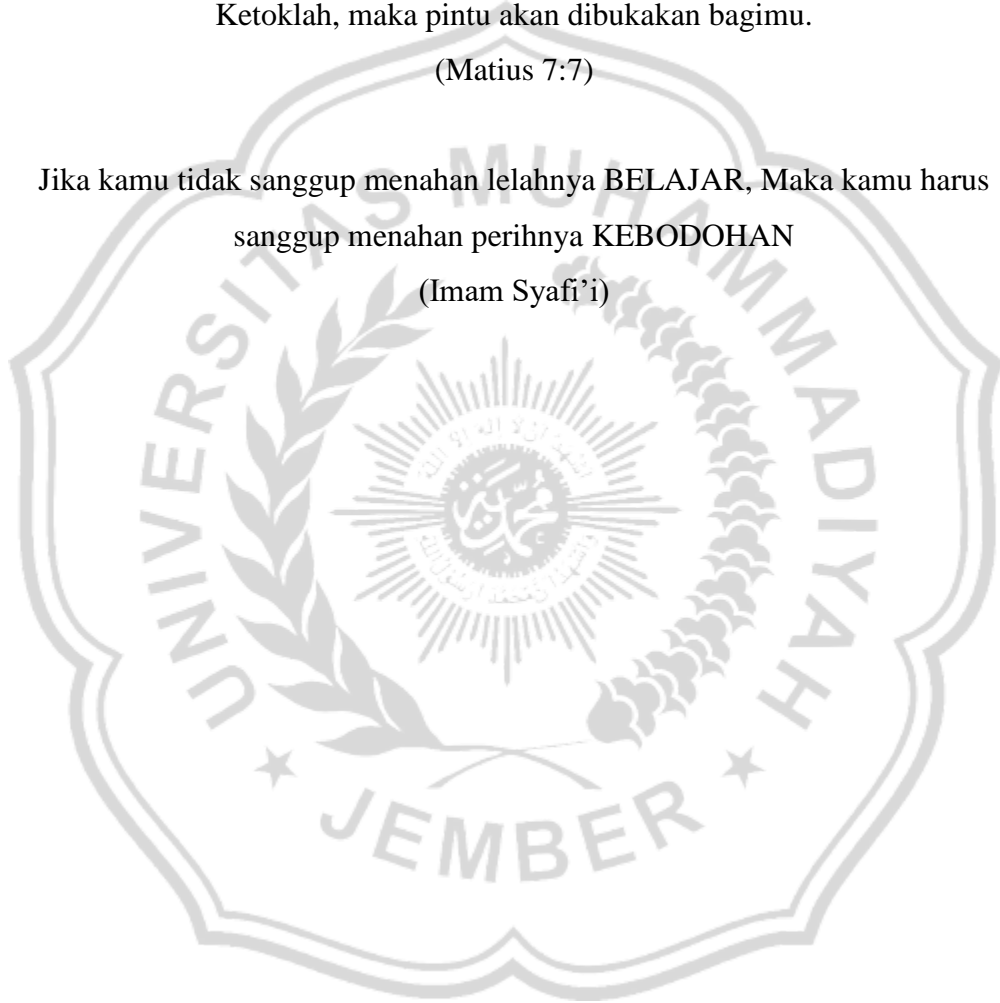 Ketoklah, maka pintu akan dibukakan bagimu.
(Matius 7:7)
Jika kamu tidak sanggup menahan lelahnya BELAJAR, Maka kamu harus
sanggup menahan perihnya KEBODOHAN
(Imam Syafi’i)
UNIVERSITAS MUHAMMADIYAH
JEMBER